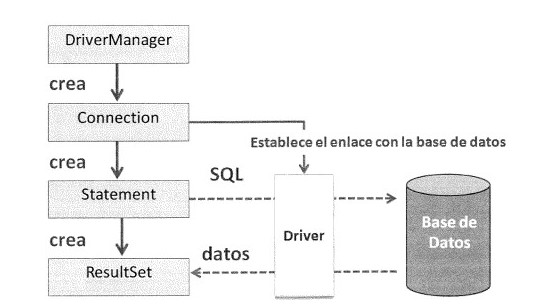 DriverManager
crea
Connection
Establece el enlace con la base de datos
crea
SQL
Statement
Base de
Datos
Driver
crea
datos
ResultSet